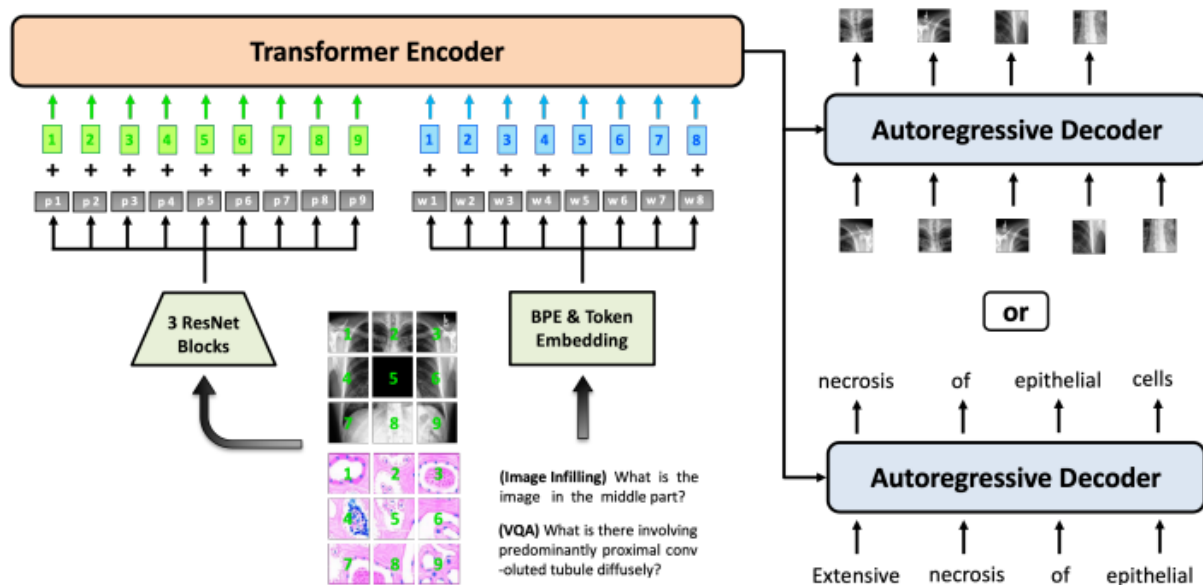 Transformer Encoder
1 2 3 4 5 6 7 8 9
1 2 3 4 5 6 7 8
+ + + + + + + + +
+ + + + + + + +
p 1 p 2 p 3 p 4 p 5 p 6 p 7 p 8 p 9
w 1 w 2 w 3 w 4 w 5 w 6 w 7 w 8
3 ResNet
Blocks
1 2 3
4 5 6
7 8 9
1 2 3
4 5 6
7 8 9
BPE & Token
Embedding
(Image Infilling) What is the
image in the middle part?
(VQA) What is there involving
predominantly proximal conv
-oluted tubule diffusely?
Autoregressive Decoder
or
necrosis of epithelial cells
Autoregressive Decoder
Extensive necrosis of epithelial